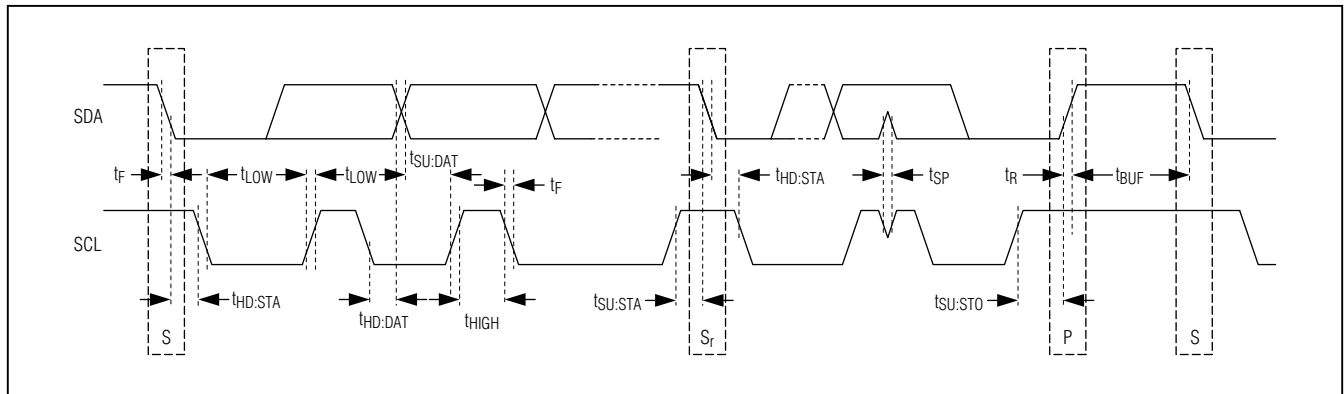 SDA
tF
tLOW
tLOW
tSU:DAT
tF
tHD:STA
tSP
tR
tBUF
SCL
tHD:STA
tHD:DAT
tHIGH
tSU:STA
tSU:STO
S
Sr
P
S